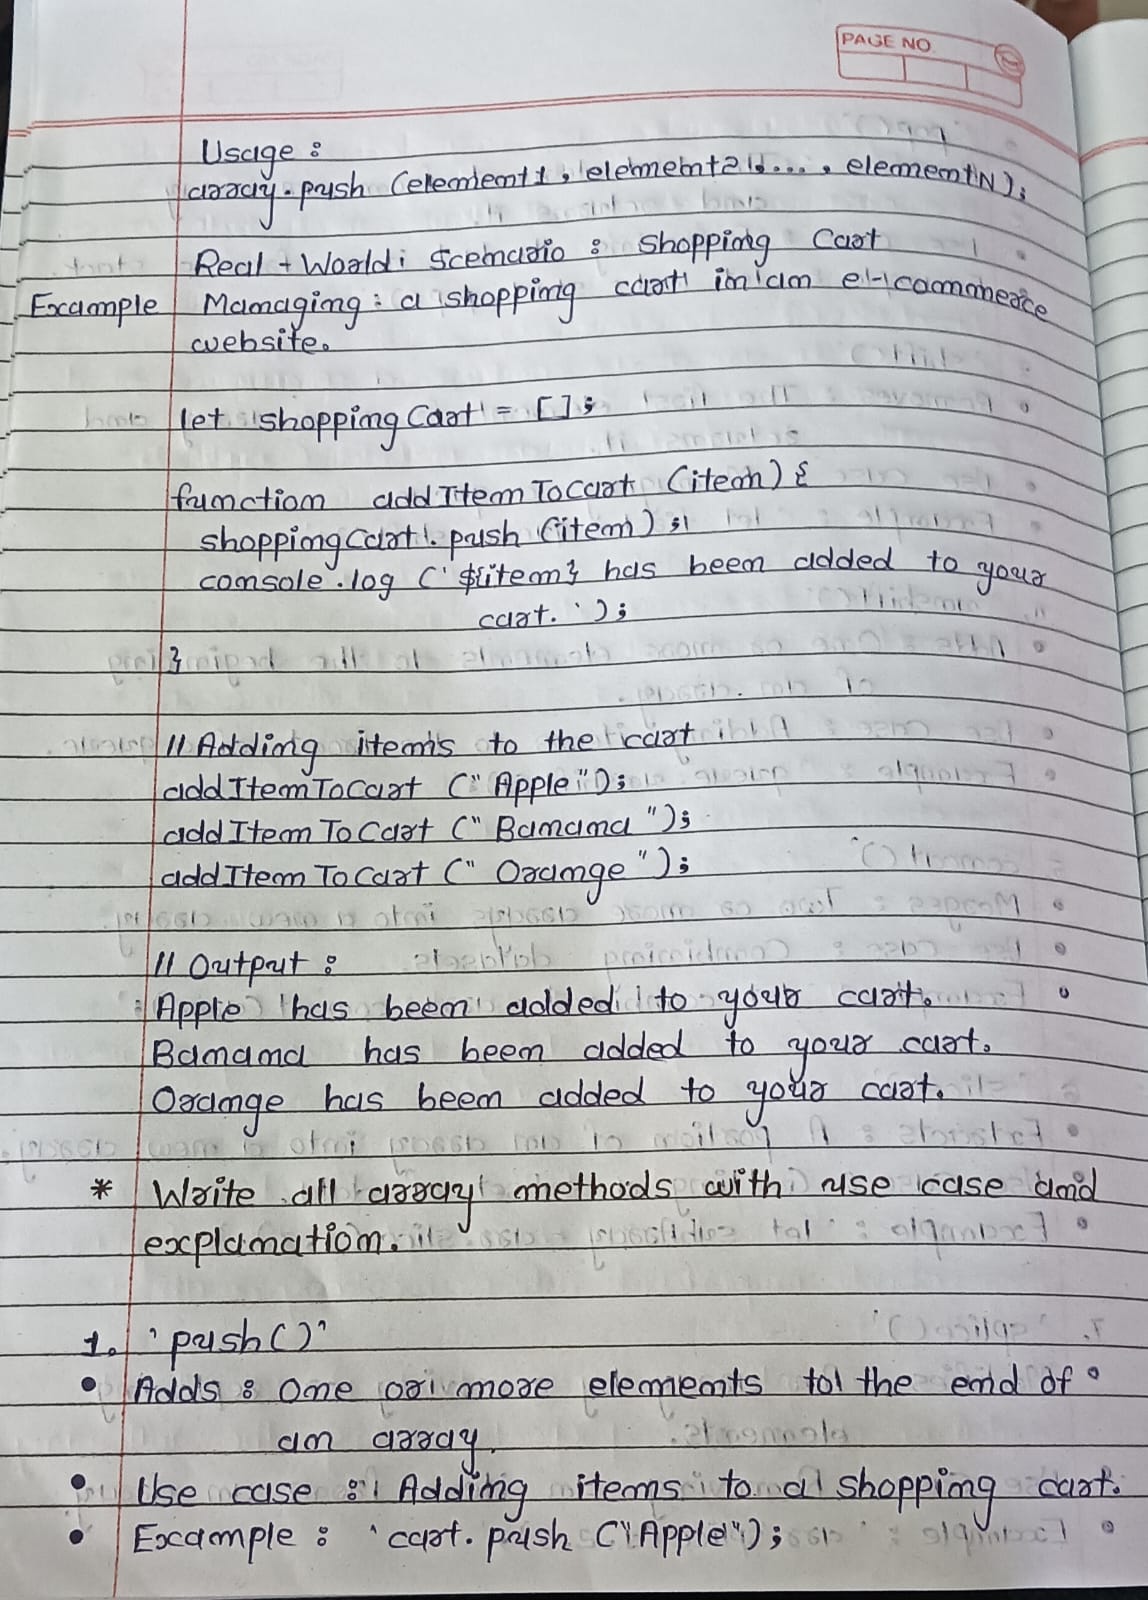 PAGE NO.
Usage :
array.push (element1, element2, ..., elementN);
Real - World Scenario : Shopping Cart
Example Managing a shopping cart in an e-commerce
website.
let shoppingCart = [];
function addItemToCart (item) {
shoppingCart.push (item);
console.log (`${item} has been added to your
cart.`);
}
// Adding items to the cart
addItemToCart ("Apple");
addItemToCart ("Banana");
addItemToCart ("Orange");
// Output :
Apple has been added to your cart.
Banana has been added to your cart.
Orange has been added to your cart.
* Write all array methods with use case and
explanation.
1. `push()`
• Adds : One or more elements to the end of
an array.
• Use case : Adding items to a shopping cart.
• Example : `cart.push ("Apple");